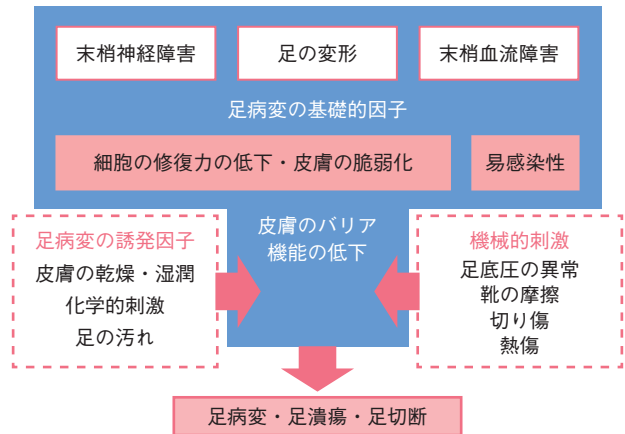 末梢神経障害
足の変形
末梢血流障害
足病変の基礎的因子
細胞の修復力の低下・皮膚の脆弱化
易感染性
皮膚のバリア
機能の低下
足病変の誘発因子
皮膚の乾燥・湿潤
化学的刺激
足の汚れ
機械的刺激
足底圧の異常
靴の摩擦
切り傷
熱傷
足病変・足潰瘍・足切断